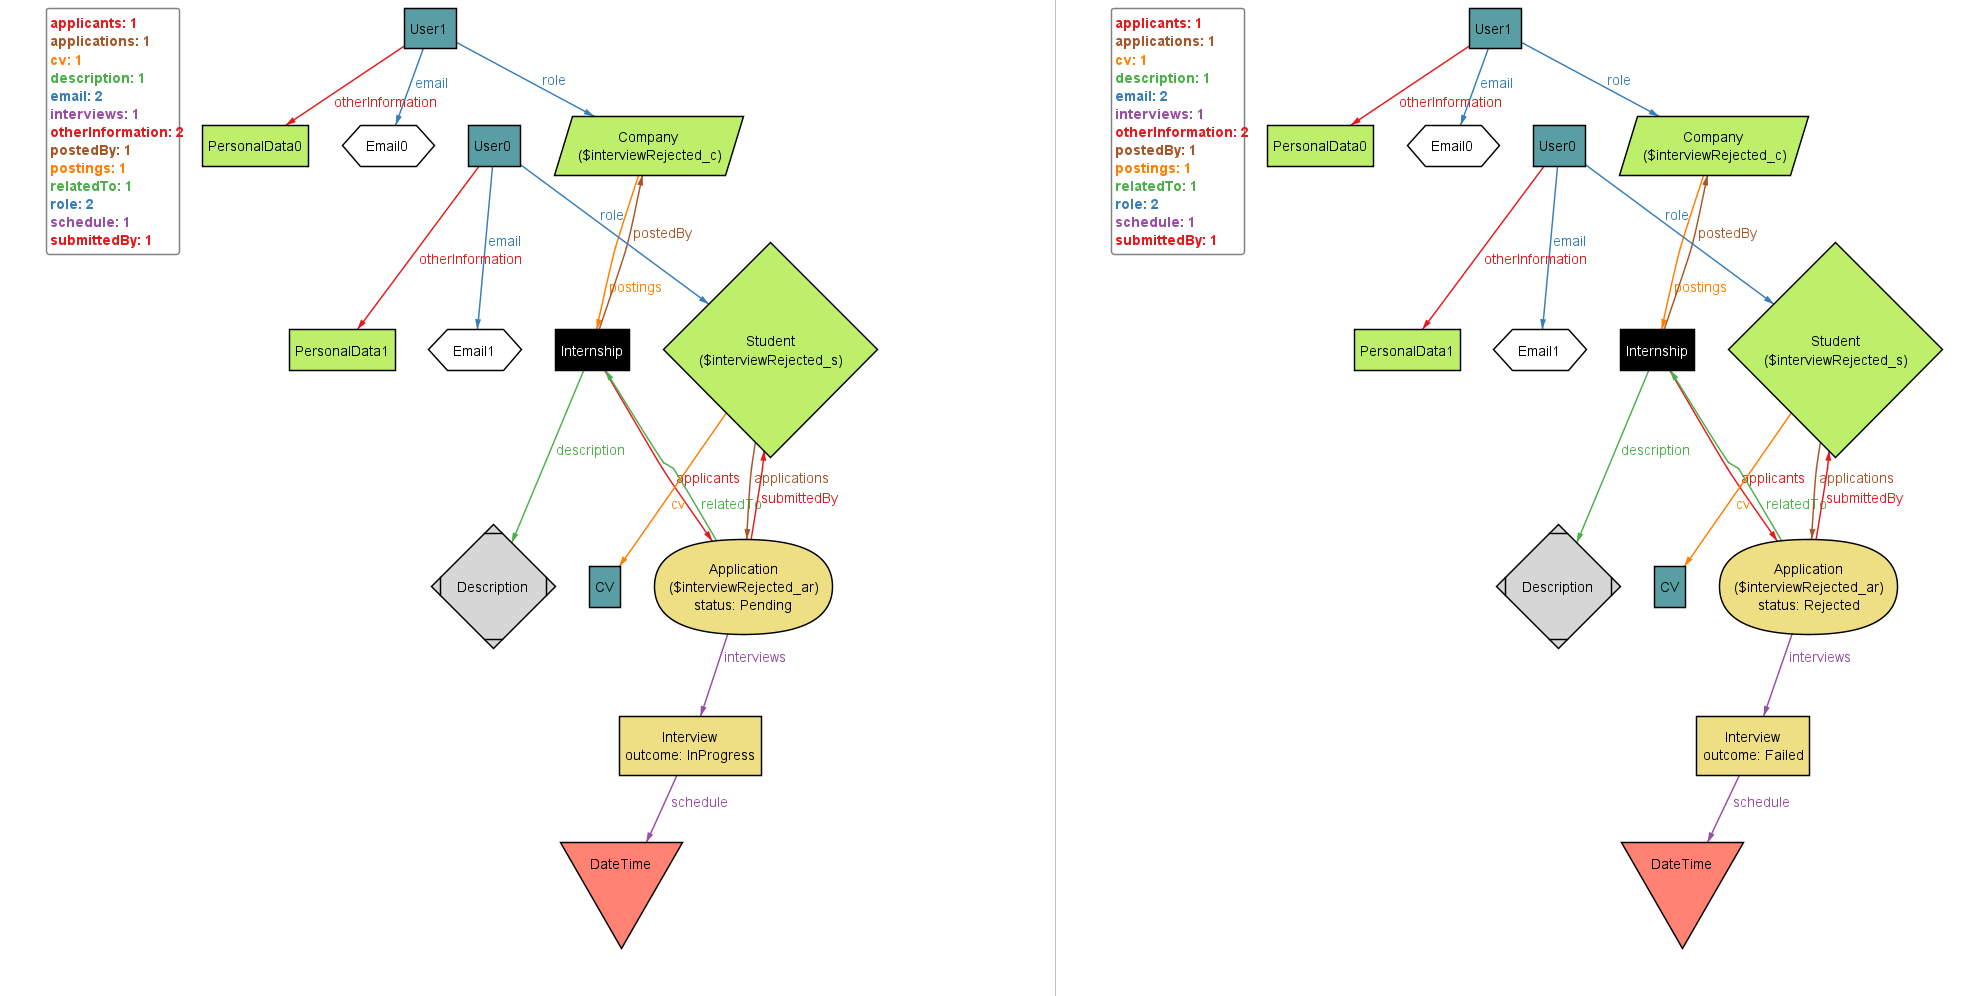 applicants: 1
applications: 1
cv: 1
description: 1
email: 2
interviews: 1
otherInformation: 2
postedBy: 1
postings: 1
relatedTo: 1
role: 2
schedule: 1
submittedBy: 1
User1
email
role
otherInformation
PersonalData0
Email0
User0
Company
($interviewRejected_c)
role
postedBy
email
otherInformation
postings
PersonalData1
Email1
Internship
Student
($interviewRejected_s)
description
applicants
applications
submittedBy
cv
relatedTo
Description
CV
Application
($interviewRejected_ar)
status: Pending
interviews
Interview
outcome: InProgress
schedule
DateTime
applicants: 1
applications: 1
cv: 1
description: 1
email: 2
interviews: 1
otherInformation: 2
postedBy: 1
postings: 1
relatedTo: 1
role: 2
schedule: 1
submittedBy: 1
User1
email
role
otherInformation
PersonalData0
Email0
User0
Company
($interviewRejected_c)
role
postedBy
email
otherInformation
postings
PersonalData1
Email1
Internship
Student
($interviewRejected_s)
description
applicants
applications
submittedBy
cv
relatedTo
Description
CV
Application
($interviewRejected_ar)
status: Rejected
interviews
Interview
outcome: Failed
schedule
DateTime